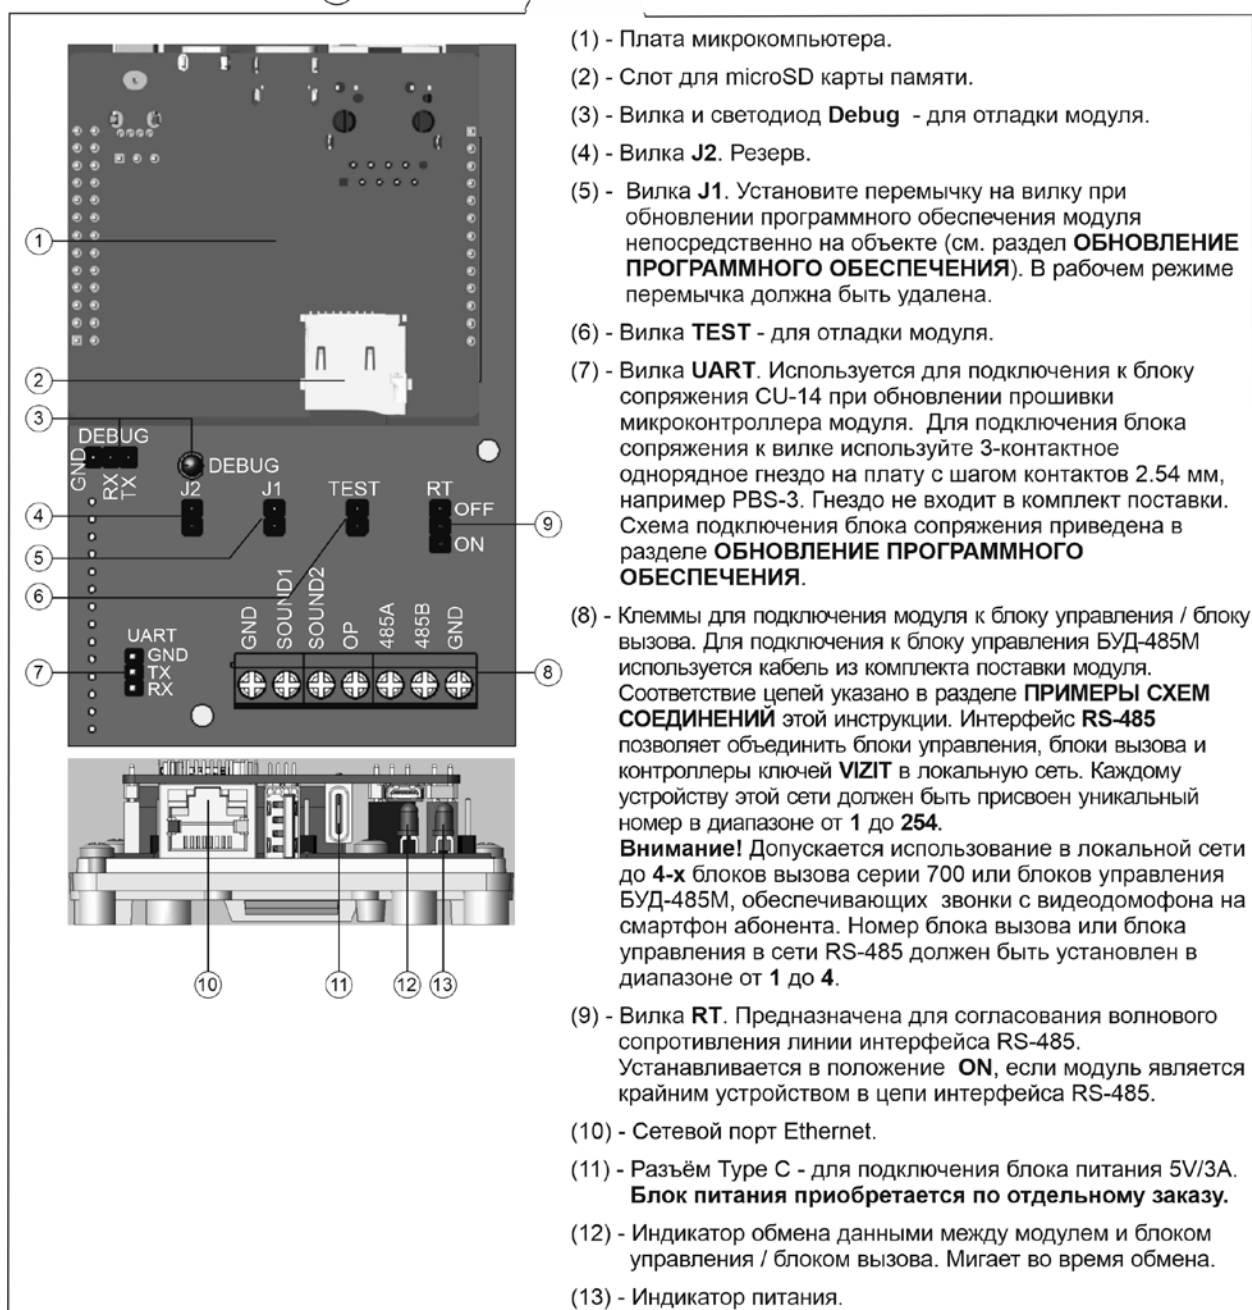 (1) - Плата микрокомпьютера.
(2) - Слот для microSD карты памяти.
(3) - Вилка и светодиод Debug - для отладки модуля.
(4) - Вилка J2. Резерв.
(5) - Вилка J1. Установите перемычку на вилку при
обновлении программного обеспечения модуля
непосредственно на объекте (см. раздел ОБНОВЛЕНИЕ
ПРОГРАММНОГО ОБЕСПЕЧЕНИЯ). В рабочем режиме
перемычка должна быть удалена.
(6) - Вилка TEST - для отладки модуля.
(7) - Вилка UART. Используется для подключения к блоку
сопряжения CU-14 при обновлении прошивки
микроконтроллера модуля. Для подключения блока
сопряжения к вилке используйте 3-контактное
однорядное гнездо на плату с шагом контактов 2.54 мм,
например PBS-3. Гнездо не входит в комплект поставки.
Схема подключения блока сопряжения приведена в
разделе ОБНОВЛЕНИЕ ПРОГРАММНОГО
ОБЕСПЕЧЕНИЯ.
(8) - Клеммы для подключения модуля к блоку управления / блоку
вызова. Для подключения к блоку управления БУД-485М
используется кабель из комплекта поставки модуля.
Соответствие цепей указано в разделе ПРИМЕРЫ СХЕМ
СОЕДИНЕНИЙ этой инструкции. Интерфейс RS-485
позволяет объединить блоки управления, блоки вызова и
контроллеры ключей VIZIT в локальную сеть. Каждому
устройству этой сети должен быть присвоен уникальный
номер в диапазоне от 1 до 254.
Внимание! Допускается использование в локальной сети
до 4-х блоков вызова серии 700 или блоков управления
БУД-485М, обеспечивающих звонки с видеодомофона на
смартфон абонента. Номер блока вызова или блока
управления в сети RS-485 должен быть установлен в
диапазоне от 1 до 4.
(9) - Вилка RT. Предназначена для согласования волнового
сопротивления линии интерфейса RS-485.
Устанавливается в положение ON, если модуль является
крайним устройством в цепи интерфейса RS-485.
(10) - Сетевой порт Ethernet.
(11) - Разъём Type C - для подключения блока питания 5V/3A.
Блок питания приобретается по отдельному заказу.
(12) - Индикатор обмена данными между модулем и блоком
управления / блоком вызова. Мигает во время обмена.
(13) - Индикатор питания.
1
2
3
DEBUG
GND
RX
TX
DEBUG
J2
J1
TEST
RT
OFF
ON
4
9
5
6
GND
SOUND1
SOUND2
OP
485A
485B
GND
UART
GND
TX
RX
7
8
10
11
12
13